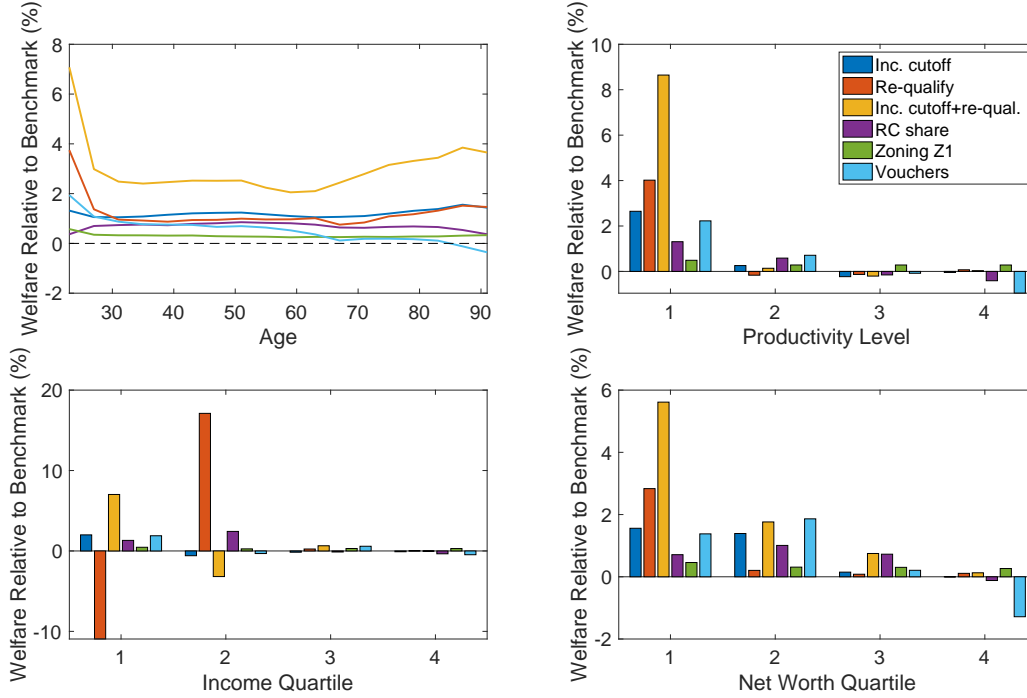 Welfare Relative to Benchmark (%)
8
6
4
2
0
-2
30 40 50 60 70 80 90
Age
Welfare Relative to Benchmark (%)
10
8
6
4
2
0
Inc. cutoff
Re-qualify
Inc. cutoff+re-qual.
RC share
Zoning Z1
Vouchers
1 2 3 4
Productivity Level
Welfare Relative to Benchmark (%)
20
10
0
-10
1 2 3 4
Income Quartile
Welfare Relative to Benchmark (%)
6
4
2
0
-2
1 2 3 4
Net Worth Quartile